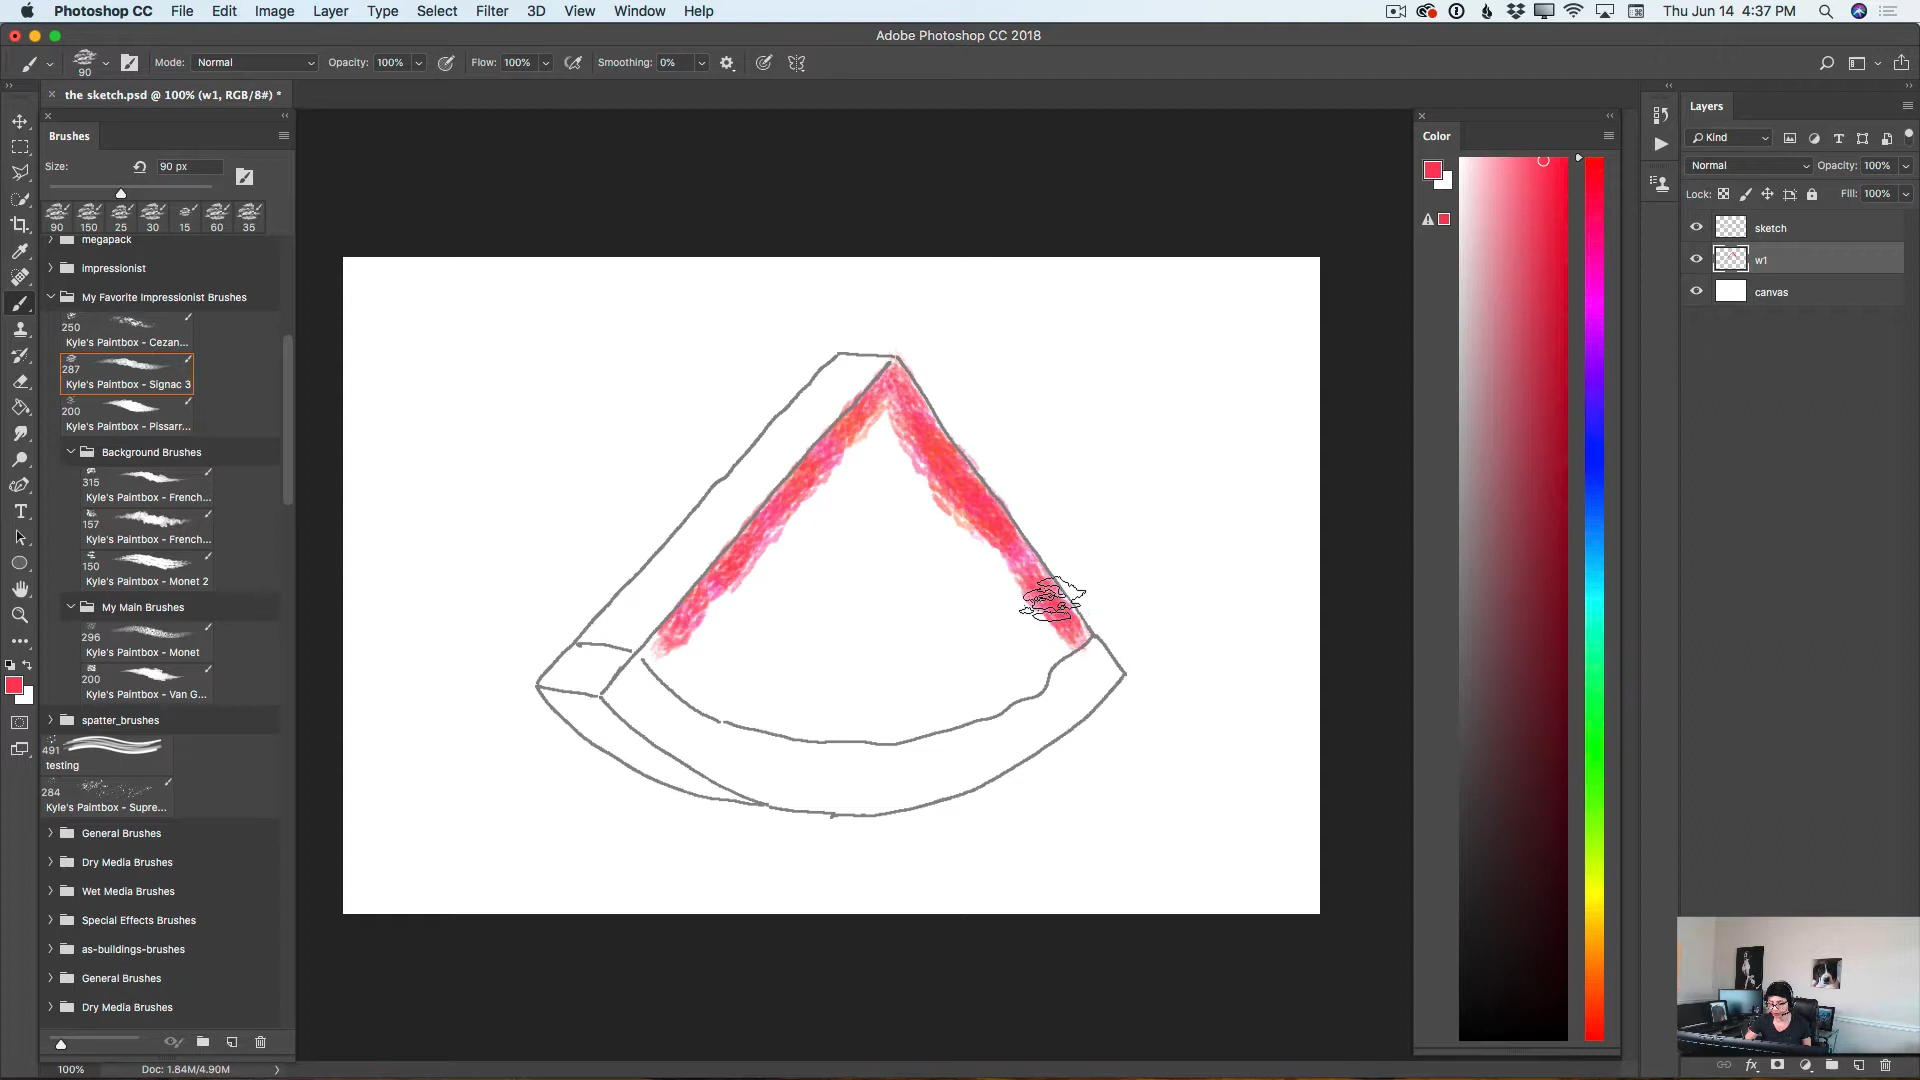 Photoshop CC File Edit Image Layer Type Select Filter 3D View Window Help Thu Jun 14 4:37 PM
Adobe Photoshop CC 2018
90 Mode: Normal Opacity: 100% Flow: 100% Smoothing: 0%
the sketch.psd @ 100% (w1, RGB/8#) *
Brushes
Size: 90 px
90 150 25 30 15 60 35
megapack
impressionist
My Favorite Impressionist Brushes
250
Kyle's Paintbox - Cezan...
287
Kyle's Paintbox - Signac 3
200
Kyle's Paintbox - Pissarr...
Background Brushes
315
Kyle's Paintbox - French...
157
Kyle's Paintbox - French...
150
Kyle's Paintbox - Monet 2
My Main Brushes
296
Kyle's Paintbox - Monet
200
Kyle's Paintbox - Van G...
spatter_brushes
491
testing
284
Kyle's Paintbox - Supre...
General Brushes
Dry Media Brushes
Wet Media Brushes
Special Effects Brushes
as-buildings-brushes
General Brushes
Dry Media Brushes
100% Doc: 1.84M/4.90M
Color
Layers
Kind
Normal Opacity: 100%
Lock: Fill: 100%
sketch
w1
canvas